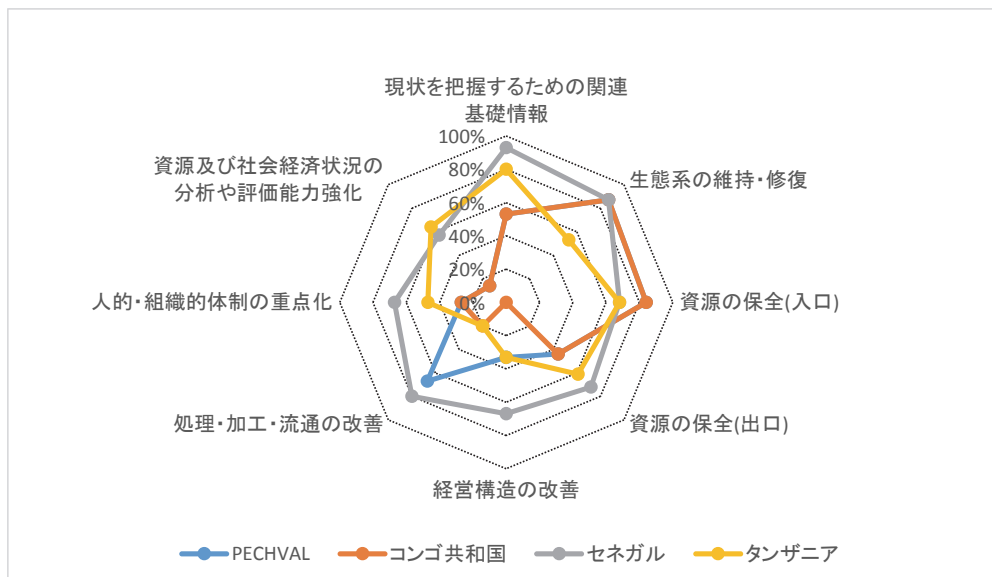 現状を把握するための関連
基礎情報
100%
80%
60%
40%
20%
0%
生態系の維持・修復
資源の保全(入口)
資源の保全(出口)
経営構造の改善
処理・加工・流通の改善
人的・組織的体制の重点化
資源及び社会経済状況の
分析や評価能力強化
PECHVAL
コンゴ共和国
セネガル
タンザニア